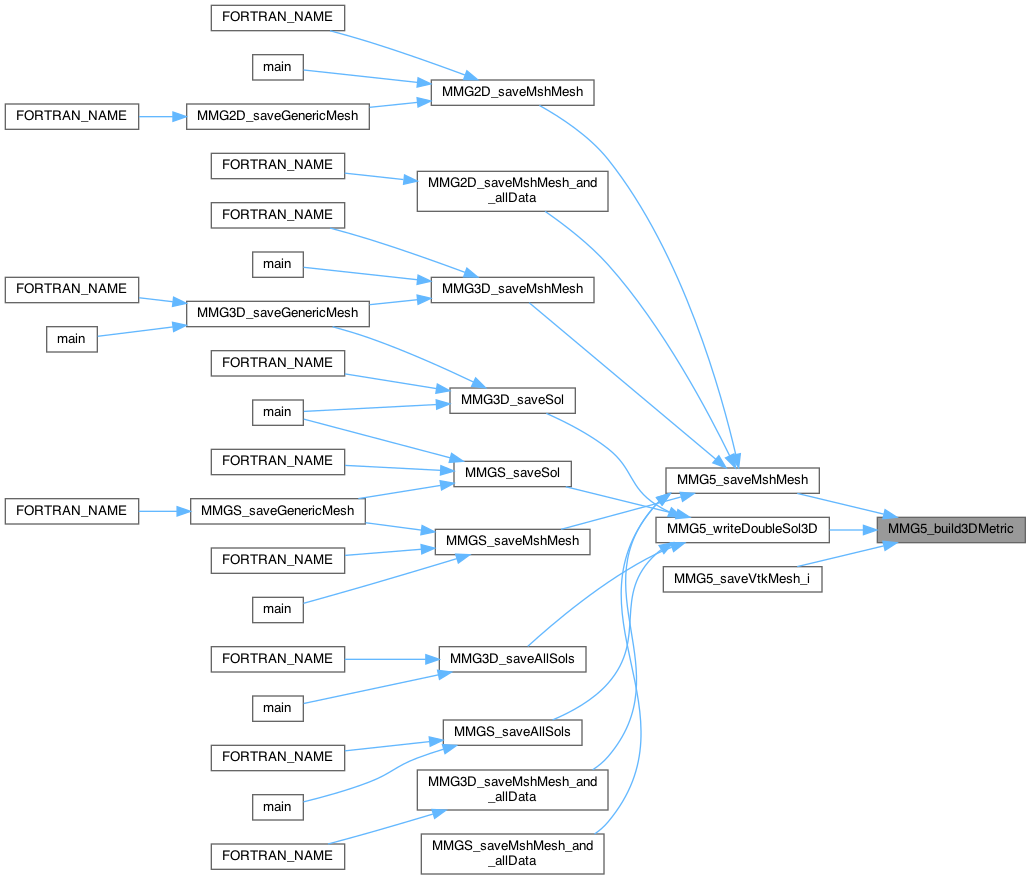 FORTRAN_NAME
main
MMG2D_saveMshMesh
FORTRAN_NAME
MMG2D_saveGenericMesh
FORTRAN_NAME
MMG2D_saveMshMesh_and
_allData
FORTRAN_NAME
main
FORTRAN_NAME
MMG3D_saveMshMesh
MMG3D_saveGenericMesh
main
FORTRAN_NAME
MMG3D_saveSol
main
FORTRAN_NAME
MMGS_saveSol
MMG5_saveMshMesh
FORTRAN_NAME
MMGS_saveGenericMesh
MMG5_writeDoubleSol3D
MMG5_build3DMetric
MMGS_saveMshMesh
FORTRAN_NAME
MMG5_saveVtkMesh_i
main
FORTRAN_NAME
MMG3D_saveAllSols
main
MMGS_saveAllSols
FORTRAN_NAME
MMG3D_saveMshMesh_and
_allData
main
FORTRAN_NAME
MMGS_saveMshMesh_and
_allData